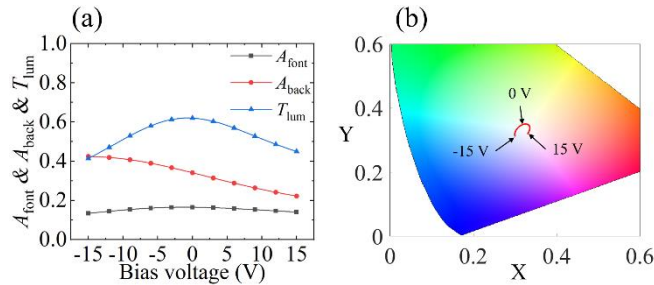 (a)
A_font & A_back & T_lum
1.0
0.8
0.6
0.4
0.2
0.0
A_font
A_back
T_lum
-15 -10 -5 0 5 10 15
Bias voltage (V)
(b)
Y
0.6
0.4
0.2
0
0 V
-15 V
15 V
0 0.2 0.4 0.6
X